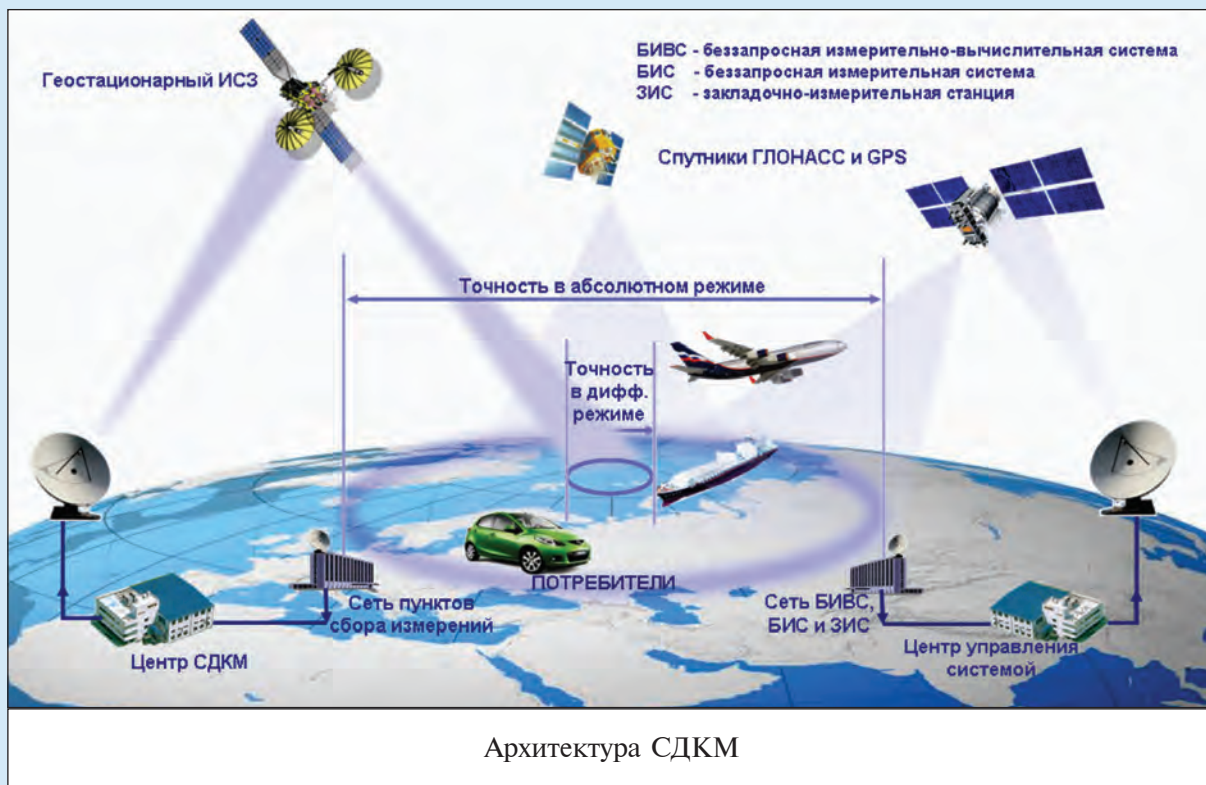 БИВС - беззапросная измерительно-вычислительная система
БИС - беззапросная измерительная система
ЗИС - закладочно-измерительная станция
Геостационарный ИСЗ
Спутники ГЛОНАСС и GPS
Точность в абсолютном режиме
Точность
в дифф.
режиме
ПОТРЕБИТЕЛИ
Сеть пунктов
сбора измерений
Центр СДКМ
Сеть БИВС,
БИС и ЗИС
Центр управления
системой
Архитектура СДКМ